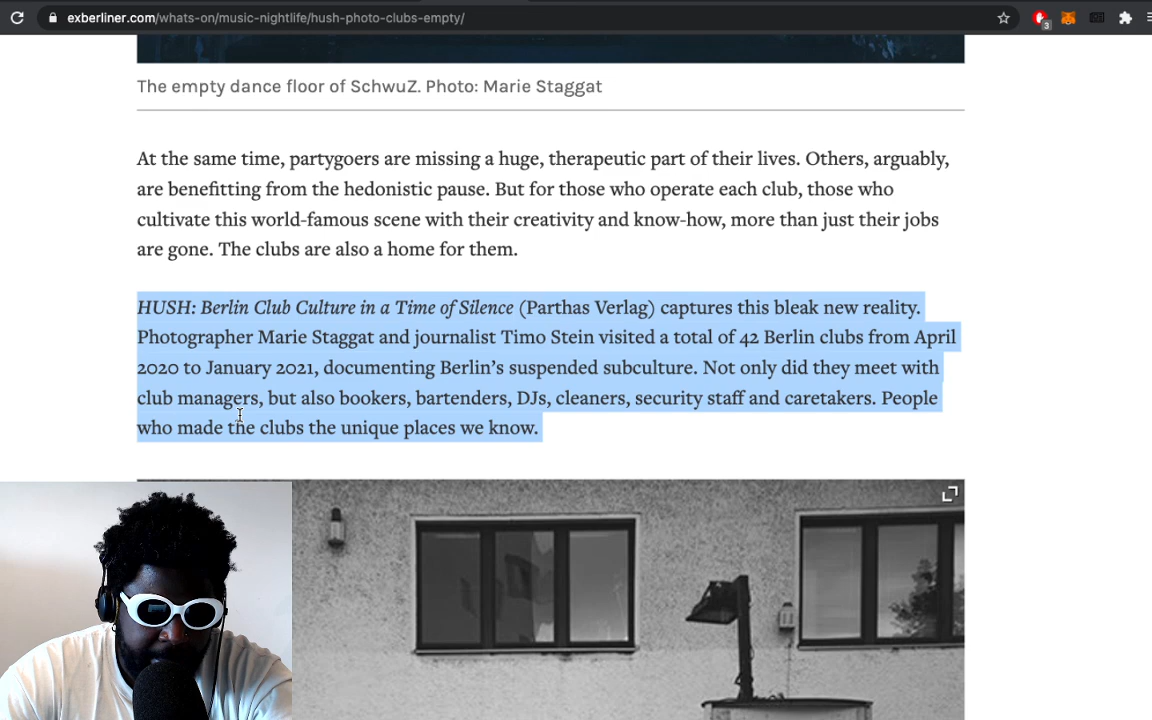 exberliner.com/whats-on/music-nightlife/hush-photo-clubs-empty/
3
The empty dance floor of SchwuZ. Photo: Marie Staggat
At the same time, partygoers are missing a huge, therapeutic part of their lives. Others, arguably,
are benefitting from the hedonistic pause. But for those who operate each club, those who
cultivate this world-famous scene with their creativity and know-how, more than just their jobs
are gone. The clubs are also a home for them.
HUSH: Berlin Club Culture in a Time of Silence (Parthas Verlag) captures this bleak new reality.
Photographer Marie Staggat and journalist Timo Stein visited a total of 42 Berlin clubs from April
2020 to January 2021, documenting Berlin’s suspended subculture. Not only did they meet with
club managers, but also bookers, bartenders, DJs, cleaners, security staff and caretakers. People
who made the clubs the unique places we know.